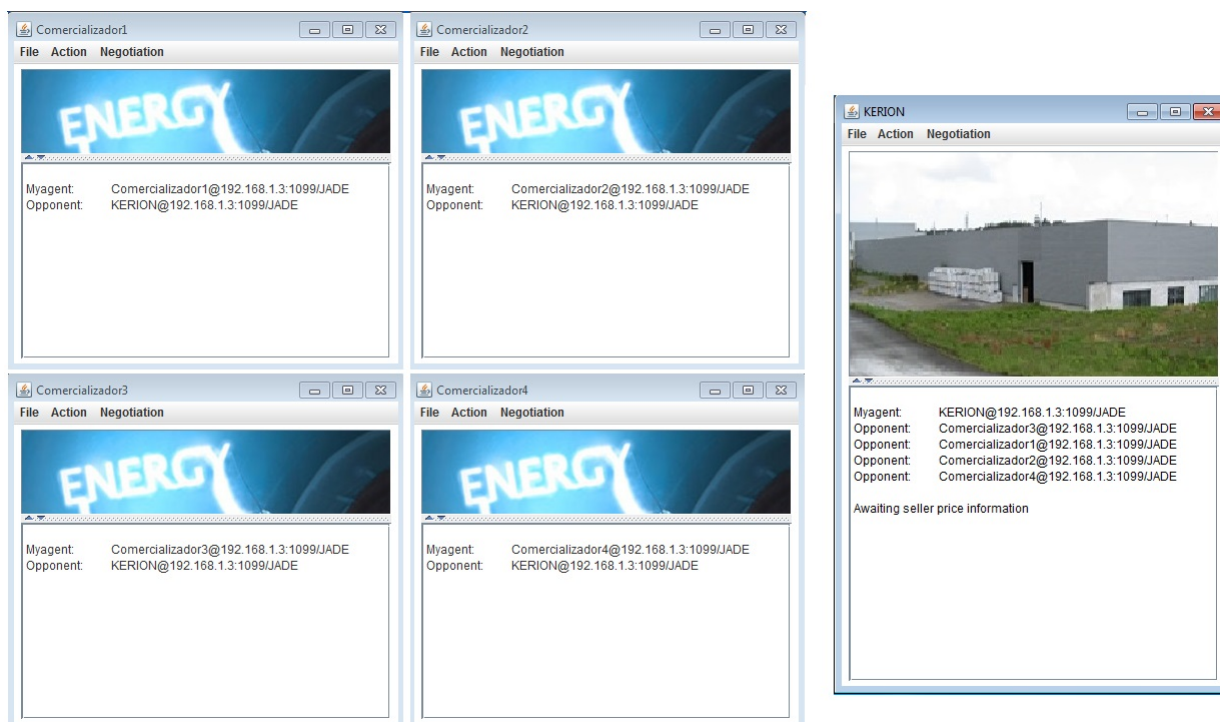 Comercializador1
File Action Negotiation
ENERGY
Myagent: Comercializador1@192.168.1.3:1099/JADE
Opponent: KERION@192.168.1.3:1099/JADE
Comercializador2
File Action Negotiation
ENERGY
Myagent: Comercializador2@192.168.1.3:1099/JADE
Opponent: KERION@192.168.1.3:1099/JADE
Comercializador3
File Action Negotiation
ENERGY
Myagent: Comercializador3@192.168.1.3:1099/JADE
Opponent: KERION@192.168.1.3:1099/JADE
Comercializador4
File Action Negotiation
ENERGY
Myagent: Comercializador4@192.168.1.3:1099/JADE
Opponent: KERION@192.168.1.3:1099/JADE
KERION
File Action Negotiation
Myagent: KERION@192.168.1.3:1099/JADE
Opponent: Comercializador3@192.168.1.3:1099/JADE
Opponent: Comercializador1@192.168.1.3:1099/JADE
Opponent: Comercializador2@192.168.1.3:1099/JADE
Opponent: Comercializador4@192.168.1.3:1099/JADE
Awaiting seller price information